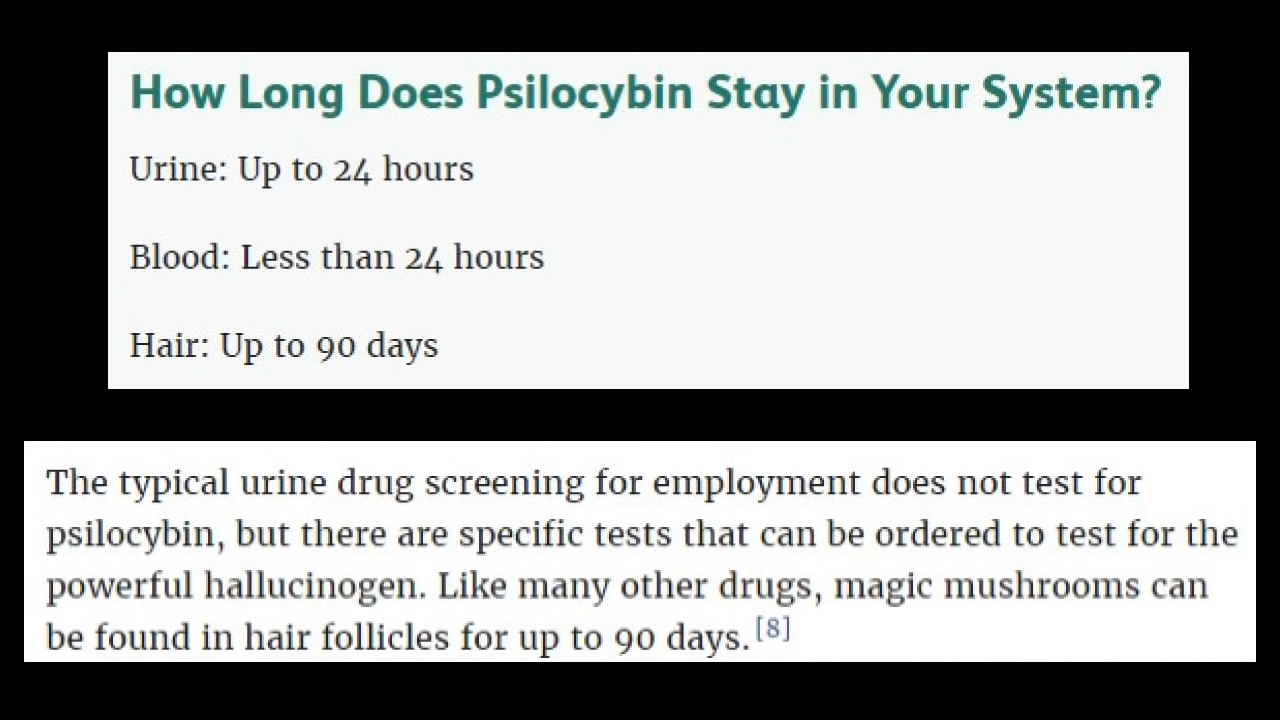 How Long Does Psilocybin Stay in Your System?
Urine: Up to 24 hours
Blood: Less than 24 hours
Hair: Up to 90 days
The typical urine drug screening for employment does not test for
psilocybin, but there are specific tests that can be ordered to test for the
powerful hallucinogen. Like many other drugs, magic mushrooms can
be found in hair follicles for up to 90 days.[8]